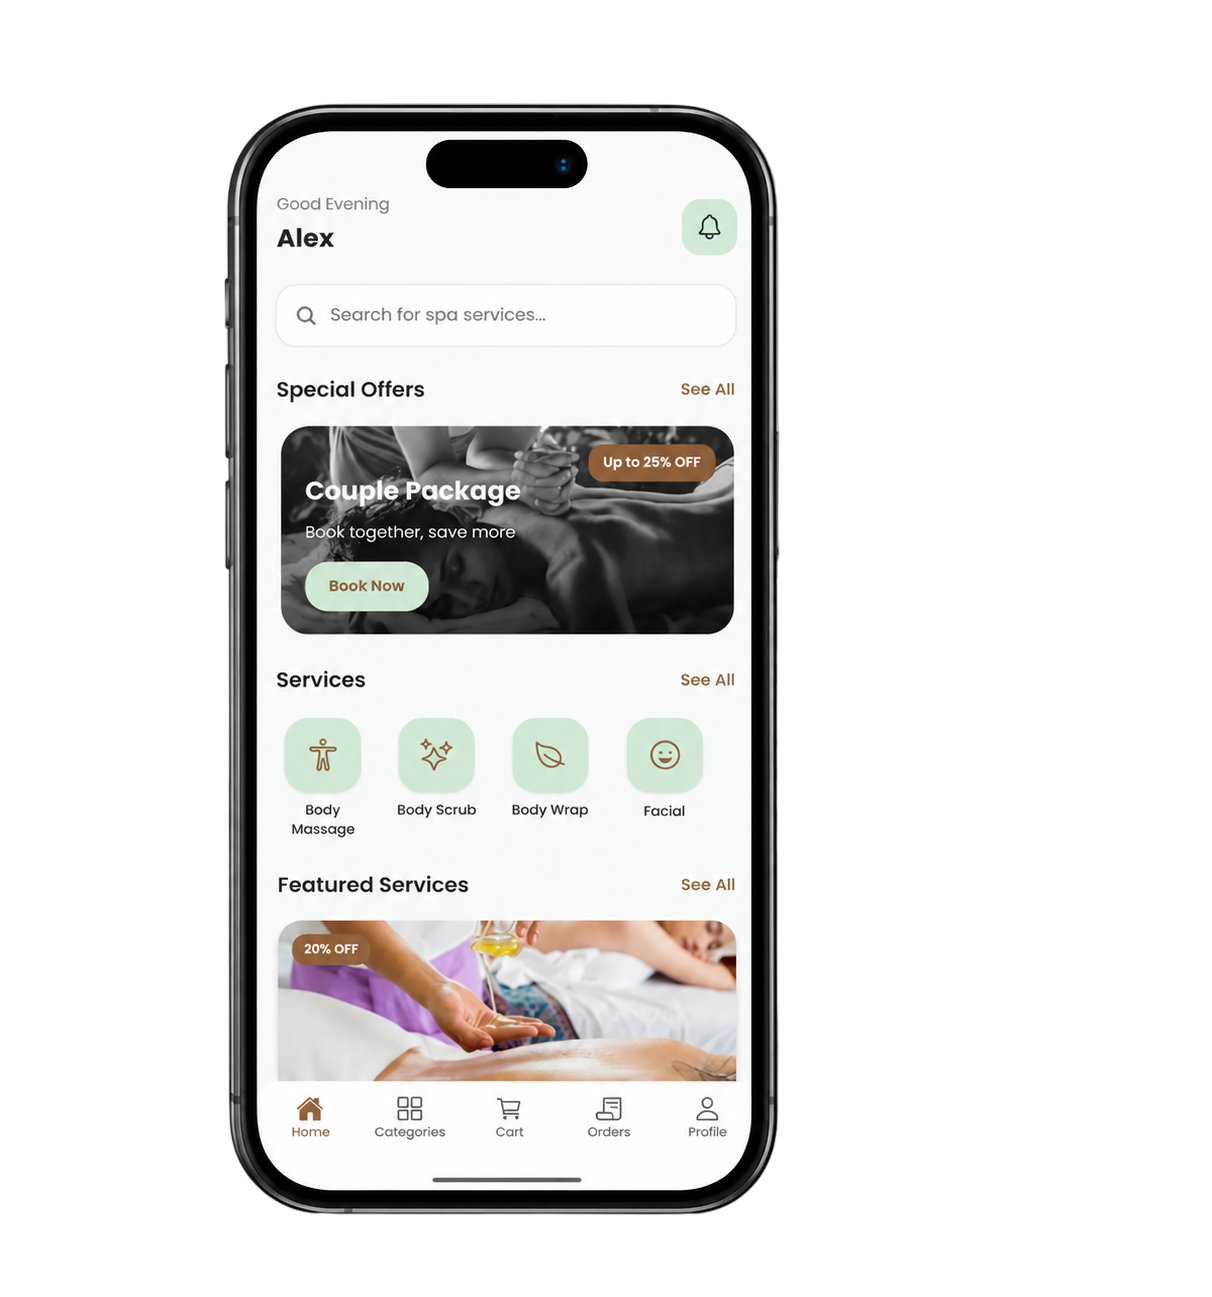 Good Evening
Alex
Search for spa services...
Special Offers
See All
Up to 25% OFF
Couple Package
Book together, save more
Book Now
Services
See All
Body
Massage
Body Scrub
Body Wrap
Facial
Featured Services
See All
20% OFF
Home
Categories
Cart
Orders
Profile